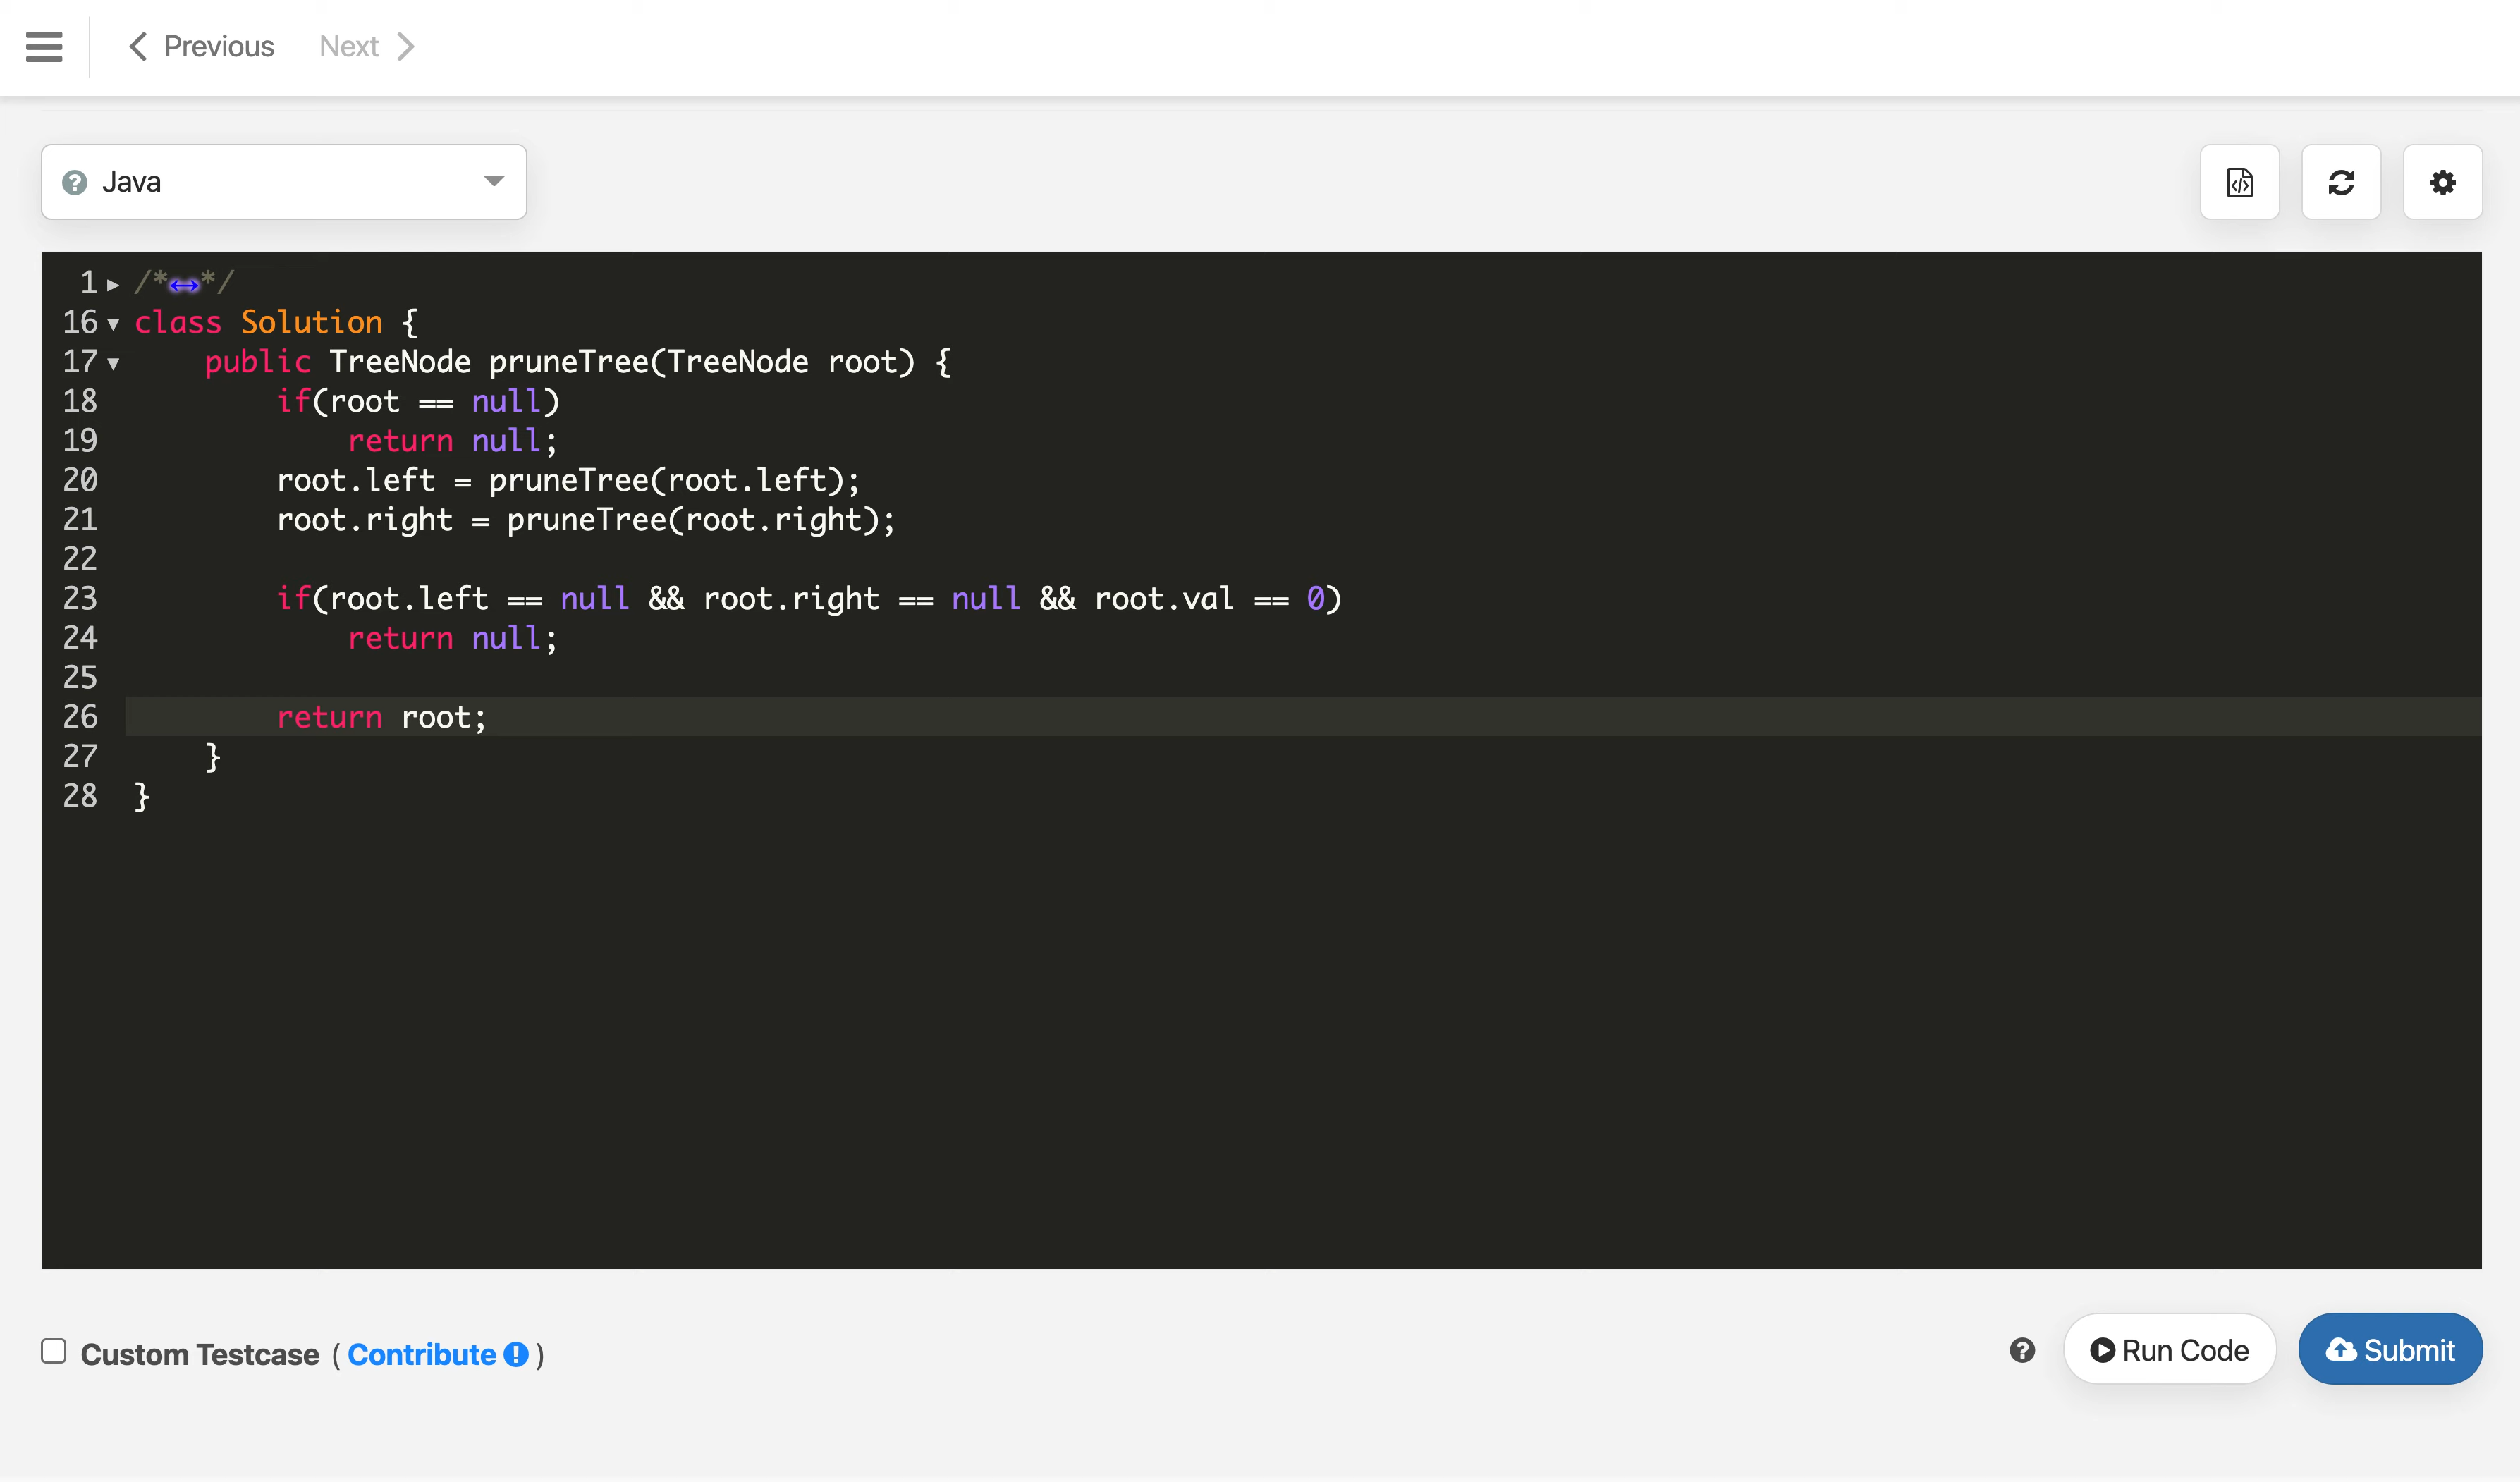 Previous Next
Java
1 /**/
16 class Solution {
17 public TreeNode pruneTree(TreeNode root) {
18 if(root == null)
19 return null;
20 root.left = pruneTree(root.left);
21 root.right = pruneTree(root.right);
22
23 if(root.left == null && root.right == null && root.val == 0)
24 return null;
25
26 return root;
27 }
28 }
Custom Testcase ( Contribute ) Run Code Submit